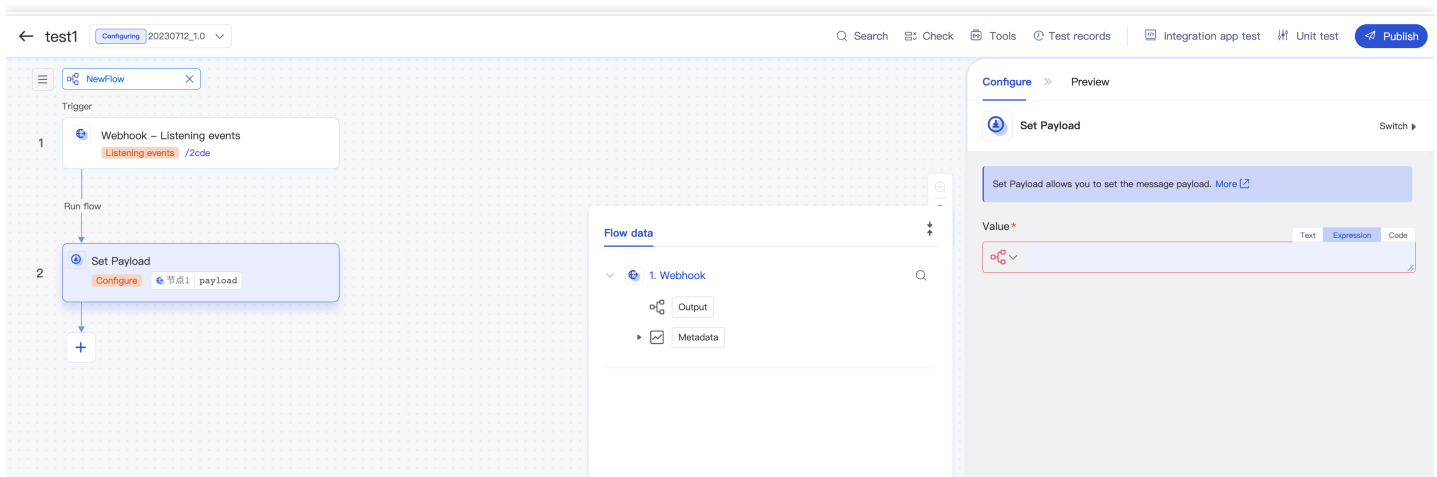 test1 Configuring 20230712_1.0 Search Check Tools Test records Integration app test Unit test Publish
NewFlow
Trigger
1
Webhook – Listening events
Listening events /2cde
Run flow
2
Set Payload
Configure 节点1 payload
Flow data
1. Webhook
Output
Metadata
Configure Preview
Set Payload Switch
Set Payload allows you to set the message payload. More
Value*
Text Expression Code